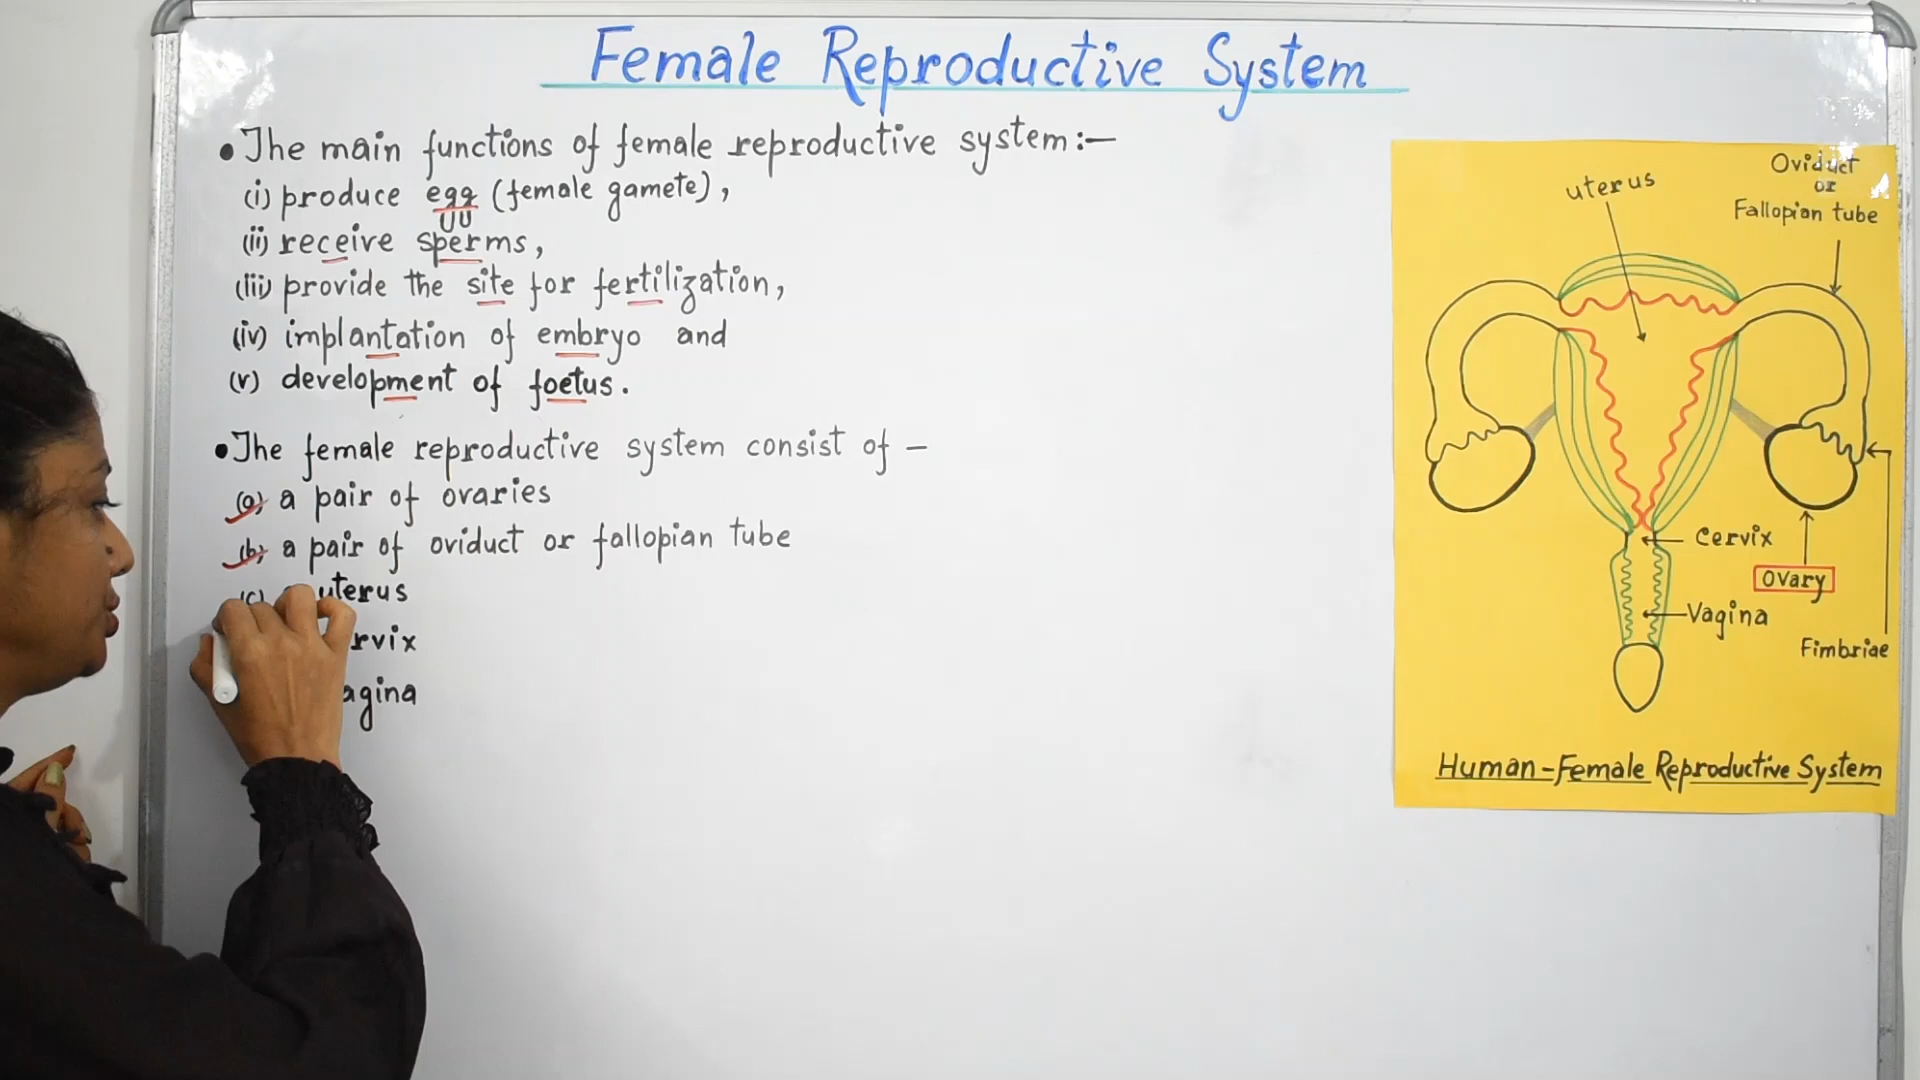 Female Reproductive System
• The main functions of female reproductive system :-
(i) produce egg (female gamete),
(ii) receive sperms,
(iii) provide the site for fertilization,
(iv) implantation of embryo and
(v) development of foetus.
• The female reproductive system consist of -
(a) a pair of ovaries
(b) a pair of oviduct or fallopian tube
(c) uterus
rvix
agina
uterus
Oviduct
or
Fallopian tube
Cervix
Ovary
Vagina
Fimbriae
Human-Female Reproductive System